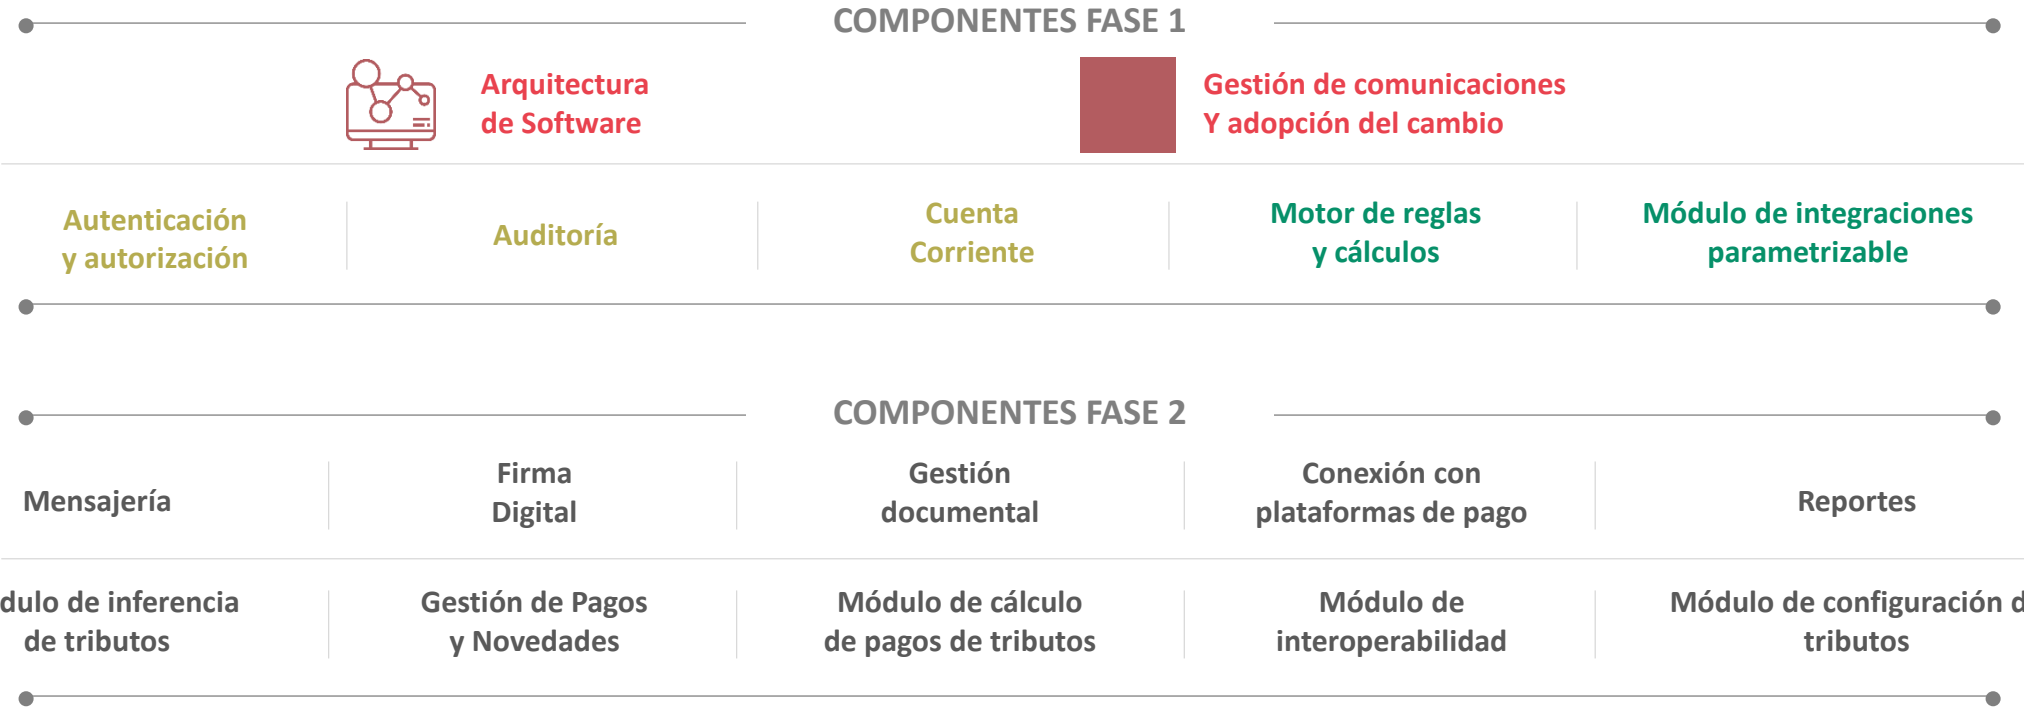 COMPONENTES FASE 1
Arquitectura
de Software
Gestión de comunicaciones
Y adopción del cambio
Autenticación
y autorización
Auditoría
Cuenta
Corriente
Motor de reglas
y cálculos
Módulo de integraciones
parametrizable
COMPONENTES FASE 2
Mensajería
Firma
Digital
Gestión
documental
Conexión con
plataformas de pago
Reportes
dulo de inferencia
de tributos
Gestión de Pagos
y Novedades
Módulo de cálculo
de pagos de tributos
Módulo de
interoperabilidad
Módulo de configuración d
tributos